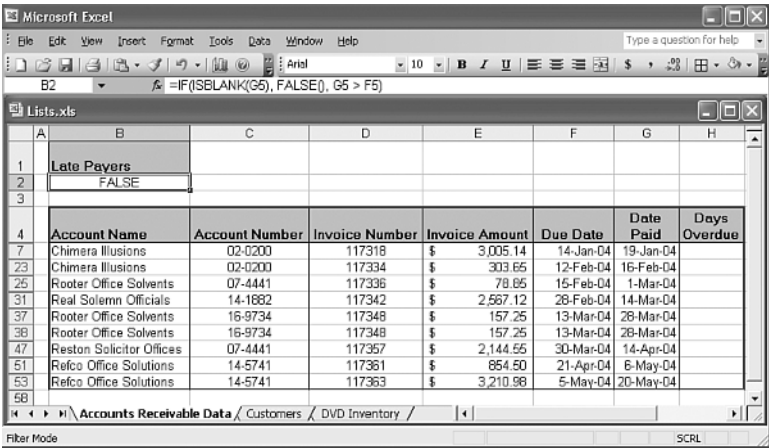 Microsoft Excel
File Edit View Insert Format Tools Data Window Help Type a question for help
Arial 10 B I U $ ,
B2 fx =IF(ISBLANK(G5), FALSE(), G5 > F5)
Lists.xls
A B C D E F G H
1 Late Payers
2 FALSE
3
4 Account Name Account Number Invoice Number Invoice Amount Due Date Date Paid Days Overdue
7 Chimera Illusions 02-0200 117318 $ 3,005.14 14-Jan-04 19-Jan-04
23 Chimera Illusions 02-0200 117334 $ 303.65 12-Feb-04 16-Feb-04
25 Rooter Office Solvents 07-4441 117336 $ 78.85 15-Feb-04 1-Mar-04
31 Real Solemn Officials 14-1882 117342 $ 2,567.12 28-Feb-04 14-Mar-04
37 Rooter Office Solvents 16-9734 117348 $ 157.25 13-Mar-04 28-Mar-04
38 Rooter Office Solvents 16-9734 117348 $ 157.25 13-Mar-04 28-Mar-04
47 Reston Solicitor Offices 07-4441 117357 $ 2,144.55 30-Mar-04 14-Apr-04
51 Refco Office Solutions 14-5741 117361 $ 854.50 21-Apr-04 6-May-04
53 Refco Office Solutions 14-5741 117363 $ 3,210.98 5-May-04 20-May-04
58
Accounts Receivable Data / Customers / DVD Inventory /
Filter Mode SCRL